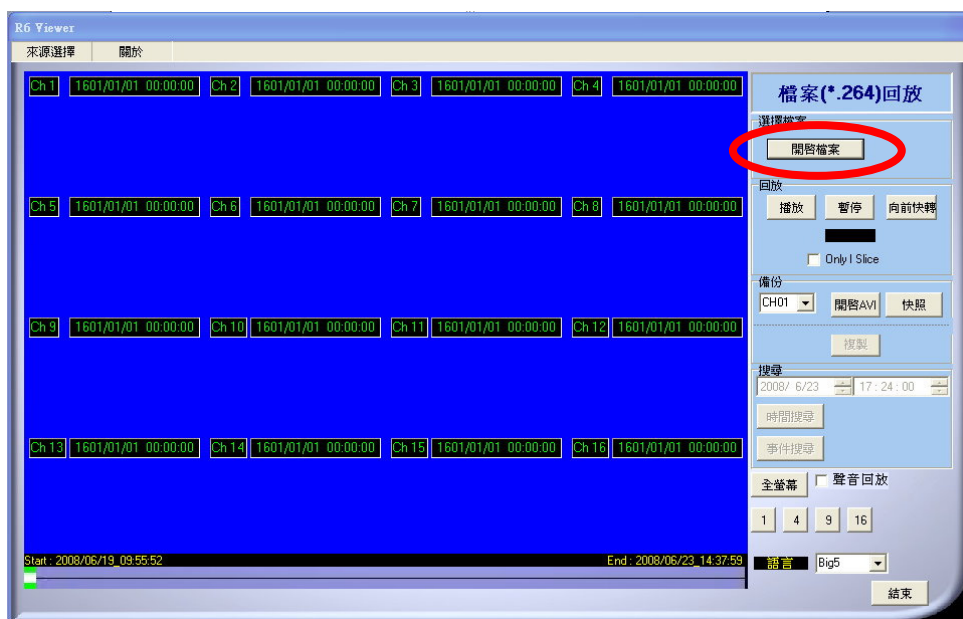 R6 Viewer
來源選擇 關於
Ch 1 1601/01/01 00:00:00 Ch 2 1601/01/01 00:00:00 Ch 3 1601/01/01 00:00:00 Ch 4 1601/01/01 00:00:00
Ch 5 1601/01/01 00:00:00 Ch 6 1601/01/01 00:00:00 Ch 7 1601/01/01 00:00:00 Ch 8 1601/01/01 00:00:00
Ch 9 1601/01/01 00:00:00 Ch 10 1601/01/01 00:00:00 Ch 11 1601/01/01 00:00:00 Ch 12 1601/01/01 00:00:00
Ch 13 1601/01/01 00:00:00 Ch 14 1601/01/01 00:00:00 Ch 15 1601/01/01 00:00:00 Ch 16 1601/01/01 00:00:00
Start : 2008/06/19_09:55:52 End : 2008/06/23_14:37:59
檔案(*.264)回放
選擇檔案
開啓檔案
回放
播放 暫停 向前快轉
Only I Slice
備份
CH01 開啓AVI 快照
複製
搜尋
2008/ 6/23 17 : 24 : 00
時間搜尋
事件搜尋
全螢幕 聲音回放
1 4 9 16
語言 Big5
結束